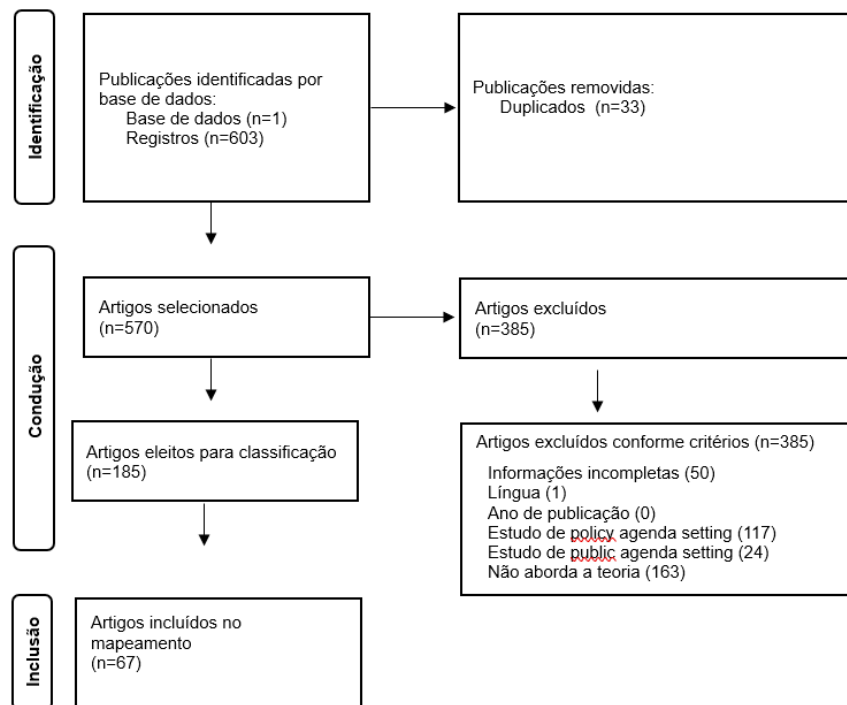 Identificação
Publicações identificadas por
base de dados:
Base de dados (n=1)
Registros (n=603)
Publicações removidas:
Duplicados (n=33)
Condução
Artigos selecionados
(n=570)
Artigos excluídos
(n=385)
Artigos eleitos para classificação
(n=185)
Artigos excluídos conforme critérios (n=385)
Informações incompletas (50)
Língua (1)
Ano de publicação (0)
Estudo de policy agenda setting (117)
Estudo de public agenda setting (24)
Não aborda a teoria (163)
Inclusão
Artigos incluídos no
mapeamento
(n=67)